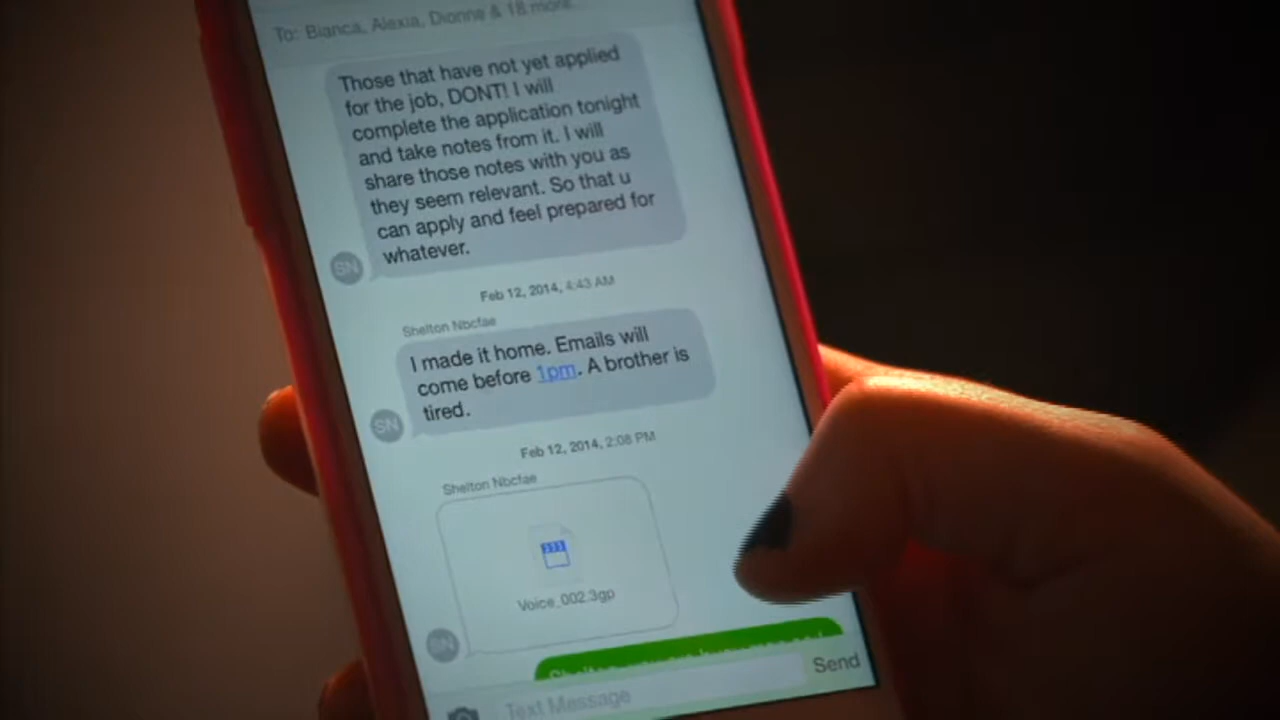 To: Bianca, Alexia, Dionne & 18 more...
Those that have not yet applied
for the job, DONT! I will
complete the application tonight
and take notes from it. I will
share those notes with you as
they seem relevant. So that u
can apply and feel prepared for
whatever.
SN
Feb 12, 2014, 4:43 AM
Shelton Nbcfae
I made it home. Emails will
come before 1pm. A brother is
tired.
SN
Feb 12, 2014, 2:08 PM
Shelton Nbcfae
Voice_002.3gp
SN
Text Message
Send